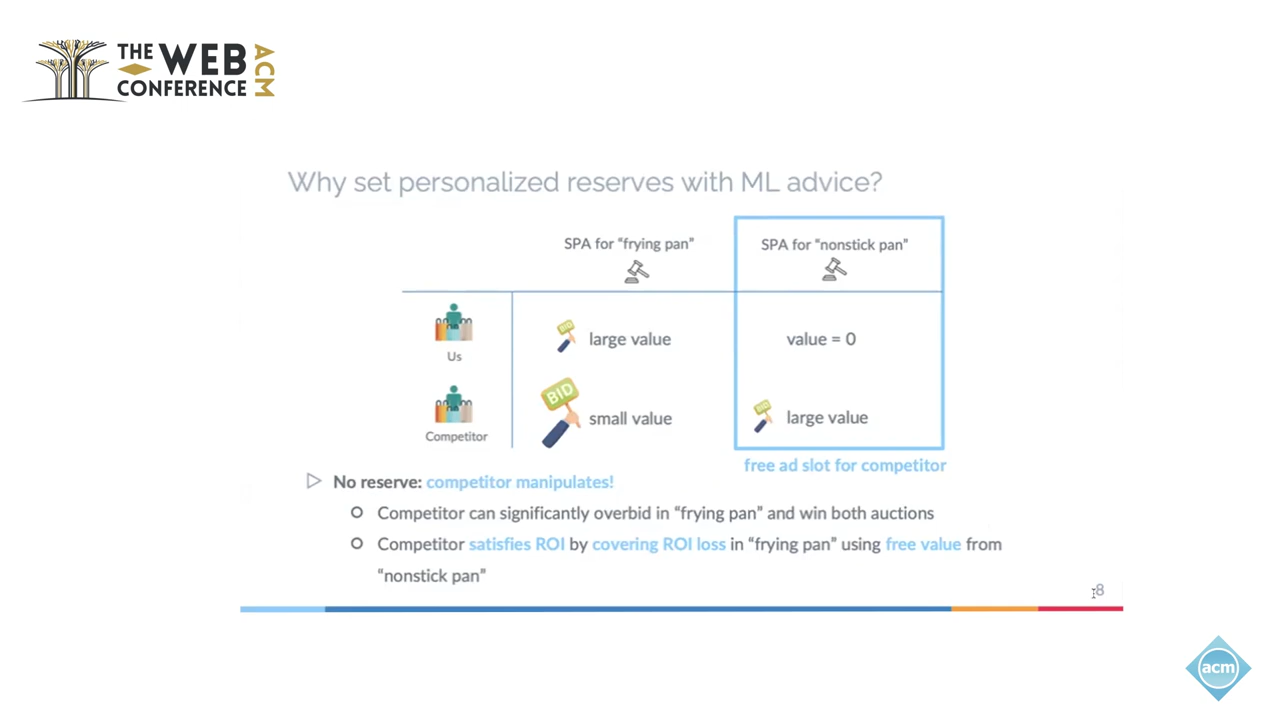 THE WEB
CONFERENCE
ACM
Why set personalized reserves with ML advice?
SPA for “frying pan”
SPA for “nonstick pan”
BID
large value
value = 0
Us
BID
small value
BID
large value
Competitor
free ad slot for competitor
No reserve: competitor manipulates!
Competitor can significantly overbid in “frying pan” and win both auctions
Competitor satisfies ROI by covering ROI loss in “frying pan” using free value from
“nonstick pan”
8
acm